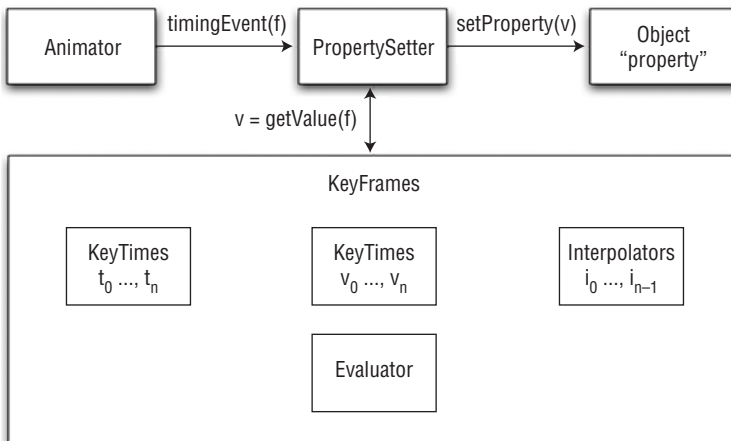 Animator
timingEvent(f)
PropertySetter
setProperty(v)
Object
“property”
v = getValue(f)
KeyFrames
KeyTimes
t₀ ..., tₙ
KeyTimes
v₀ ..., vₙ
Interpolators
i₀ ..., iₙ₋₁
Evaluator